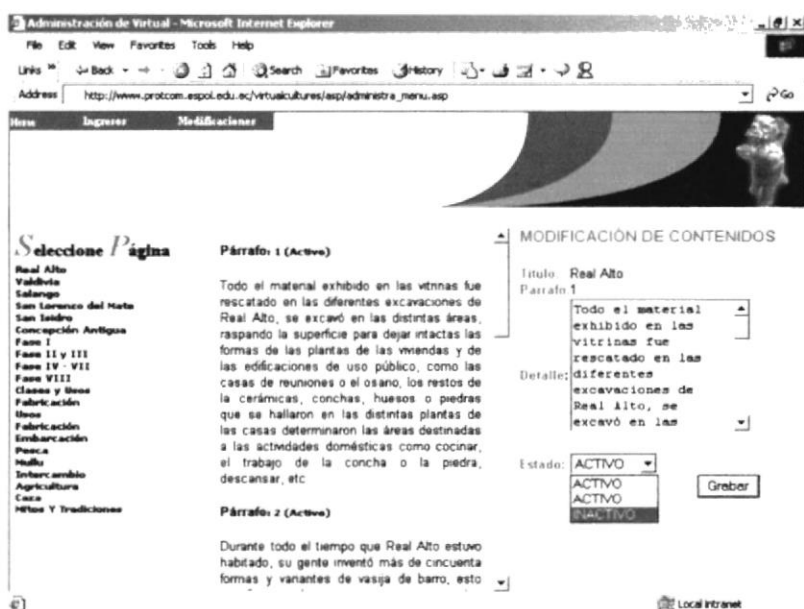 Administración de Virtual - Microsoft Internet Explorer
File Edit View Favorites Tools Help
Links » Back Search Favorites History
Address http://www.protcom.espol.edu.ec/virtualcultures/asp/administra_menu.asp Go
Home Ingresos Modificaciones
Seleccione Página
Real Alto
Valdivia
Salango
San Lorenzo del Mate
San Isidro
Concepción Antigua
Fase I
Fase II y III
Fase IV - VII
Fase VIII
Clases y Usos
Fabricación
Usos
Fabricación
Embarcación
Pesca
Mullu
Intercambio
Agricultura
Caza
Mitos Y Tradiciones
Párrafo: 1 (Activo)
Todo el material exhibido en las vitrinas fue
rescatado en las diferentes excavaciones de
Real Alto, se excavó en las distintas áreas,
raspando la superficie para dejar intactas las
formas de las plantas de las viviendas y de
las edificaciones de uso público, como las
casas de reuniones o el osario, los restos de
la cerámicas, conchas, huesos o piedras
que se hallaron en las distintas plantas de
las casas determinaron las áreas destinadas
a las actividades domésticas como cocinar,
el trabajo de la concha o la piedra,
descansar, etc
Párrafo: 2 (Activo)
Durante todo el tiempo que Real Alto estuvo
habitado, su gente inventó más de cincuenta
formas y variantes de vasija de barro, esto
MODIFICACIÓN DE CONTENIDOS
Titulo: Real Alto
Parrafo:1
Detalle:
Todo el material
exhibido en las
vitrinas fue
rescatado en las
diferentes
excavaciones de
Real Alto, se
excavó en las
Estado: ACTIVO
ACTIVO
ACTIVO
INACTIVO
Grabar
Local intranet